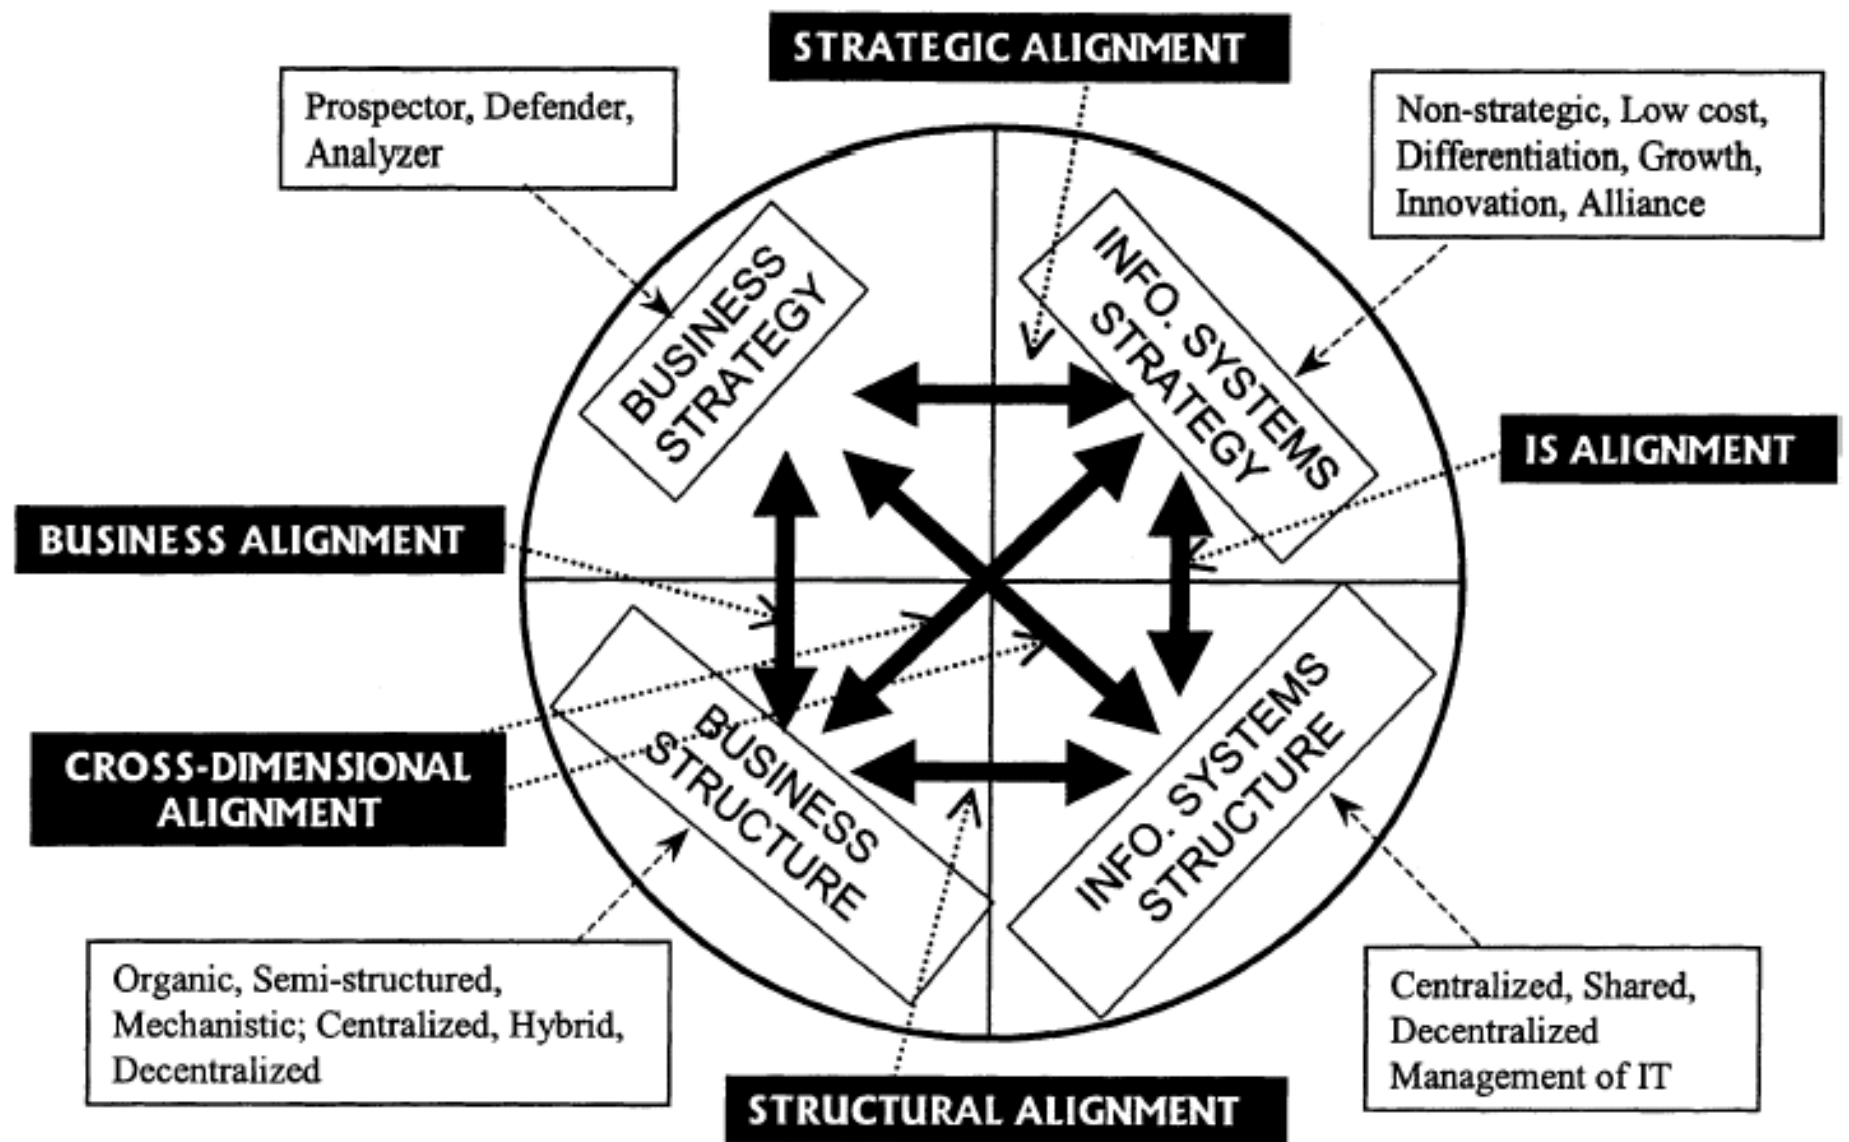 STRATEGIC ALIGNMENT
Prospector, Defender,
Analyzer
Non-strategic, Low cost,
Differentiation, Growth,
Innovation, Alliance
BUSINESS
STRATEGY
INFO. SYSTEMS
STRATEGY
IS ALIGNMENT
BUSINESS ALIGNMENT
CROSS-DIMENSIONAL
ALIGNMENT
BUSINESS
STRUCTURE
INFO. SYSTEMS
STRUCTURE
Organic, Semi-structured,
Mechanistic; Centralized, Hybrid,
Decentralized
Centralized, Shared,
Decentralized
Management of IT
STRUCTURAL ALIGNMENT